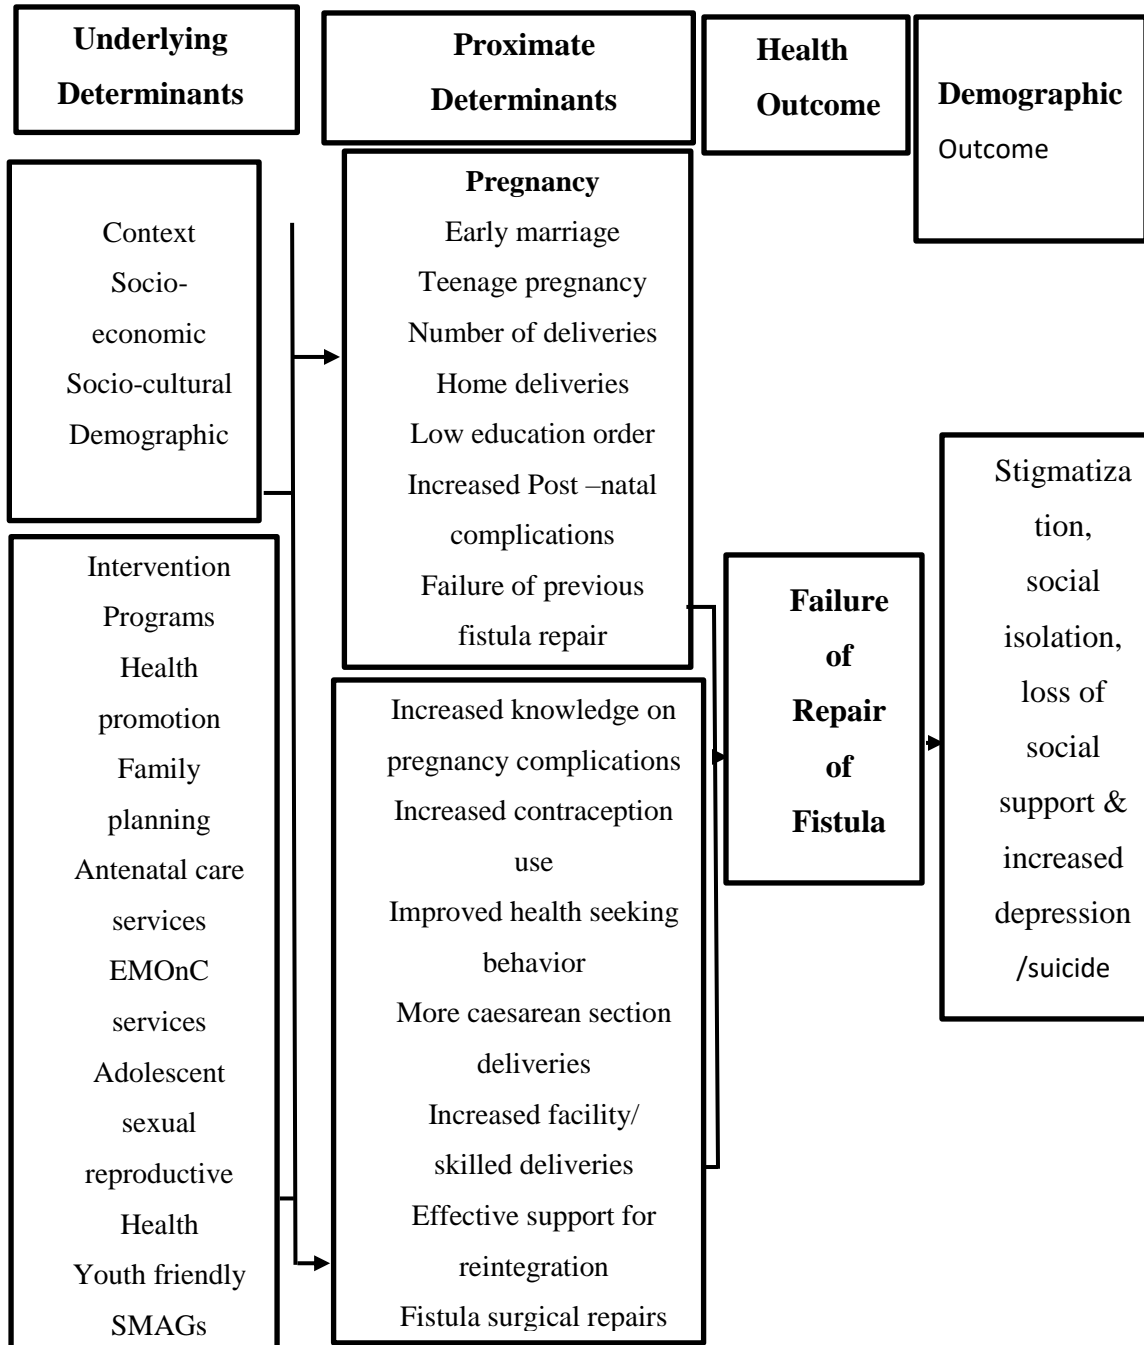 Underlying
Determinants
Proximate
Determinants
Health
Outcome
Demographic
Outcome
Context
Socio-
economic
Socio-cultural
Demographic
Intervention
Programs
Health
promotion
Family
planning
Antenatal care
services
EMOnC
services
Adolescent
sexual
reproductive
Health
Youth friendly
SMAGs
Pregnancy
Early marriage
Teenage pregnancy
Number of deliveries
Home deliveries
Low education order
Increased Post –natal
complications
Failure of previous
fistula repair
Increased knowledge on
pregnancy complications
Increased contraception
use
Improved health seeking
behavior
More caesarean section
deliveries
Increased facility/
skilled deliveries
Effective support for
reintegration
Fistula surgical repairs
Failure
of
Repair
of
Fistula
Stigmatiza
tion,
social
isolation,
loss of
social
support &
increased
depression
/suicide